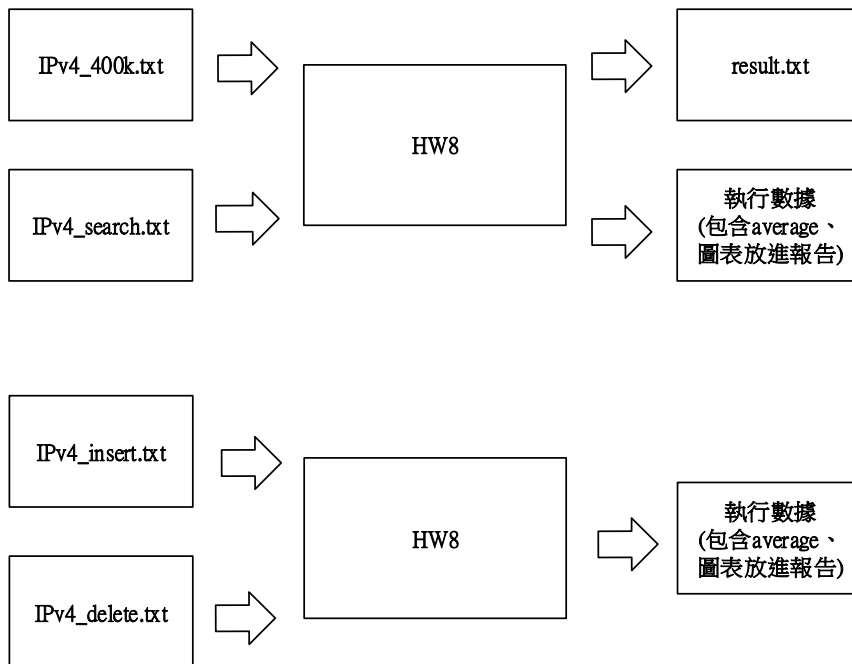 IPv4_400k.txt
result.txt
HW8
IPv4_search.txt
執行數據
(包含average、
圖表放進報告)
IPv4_insert.txt
HW8
執行數據
(包含average、
圖表放進報告)
IPv4_delete.txt